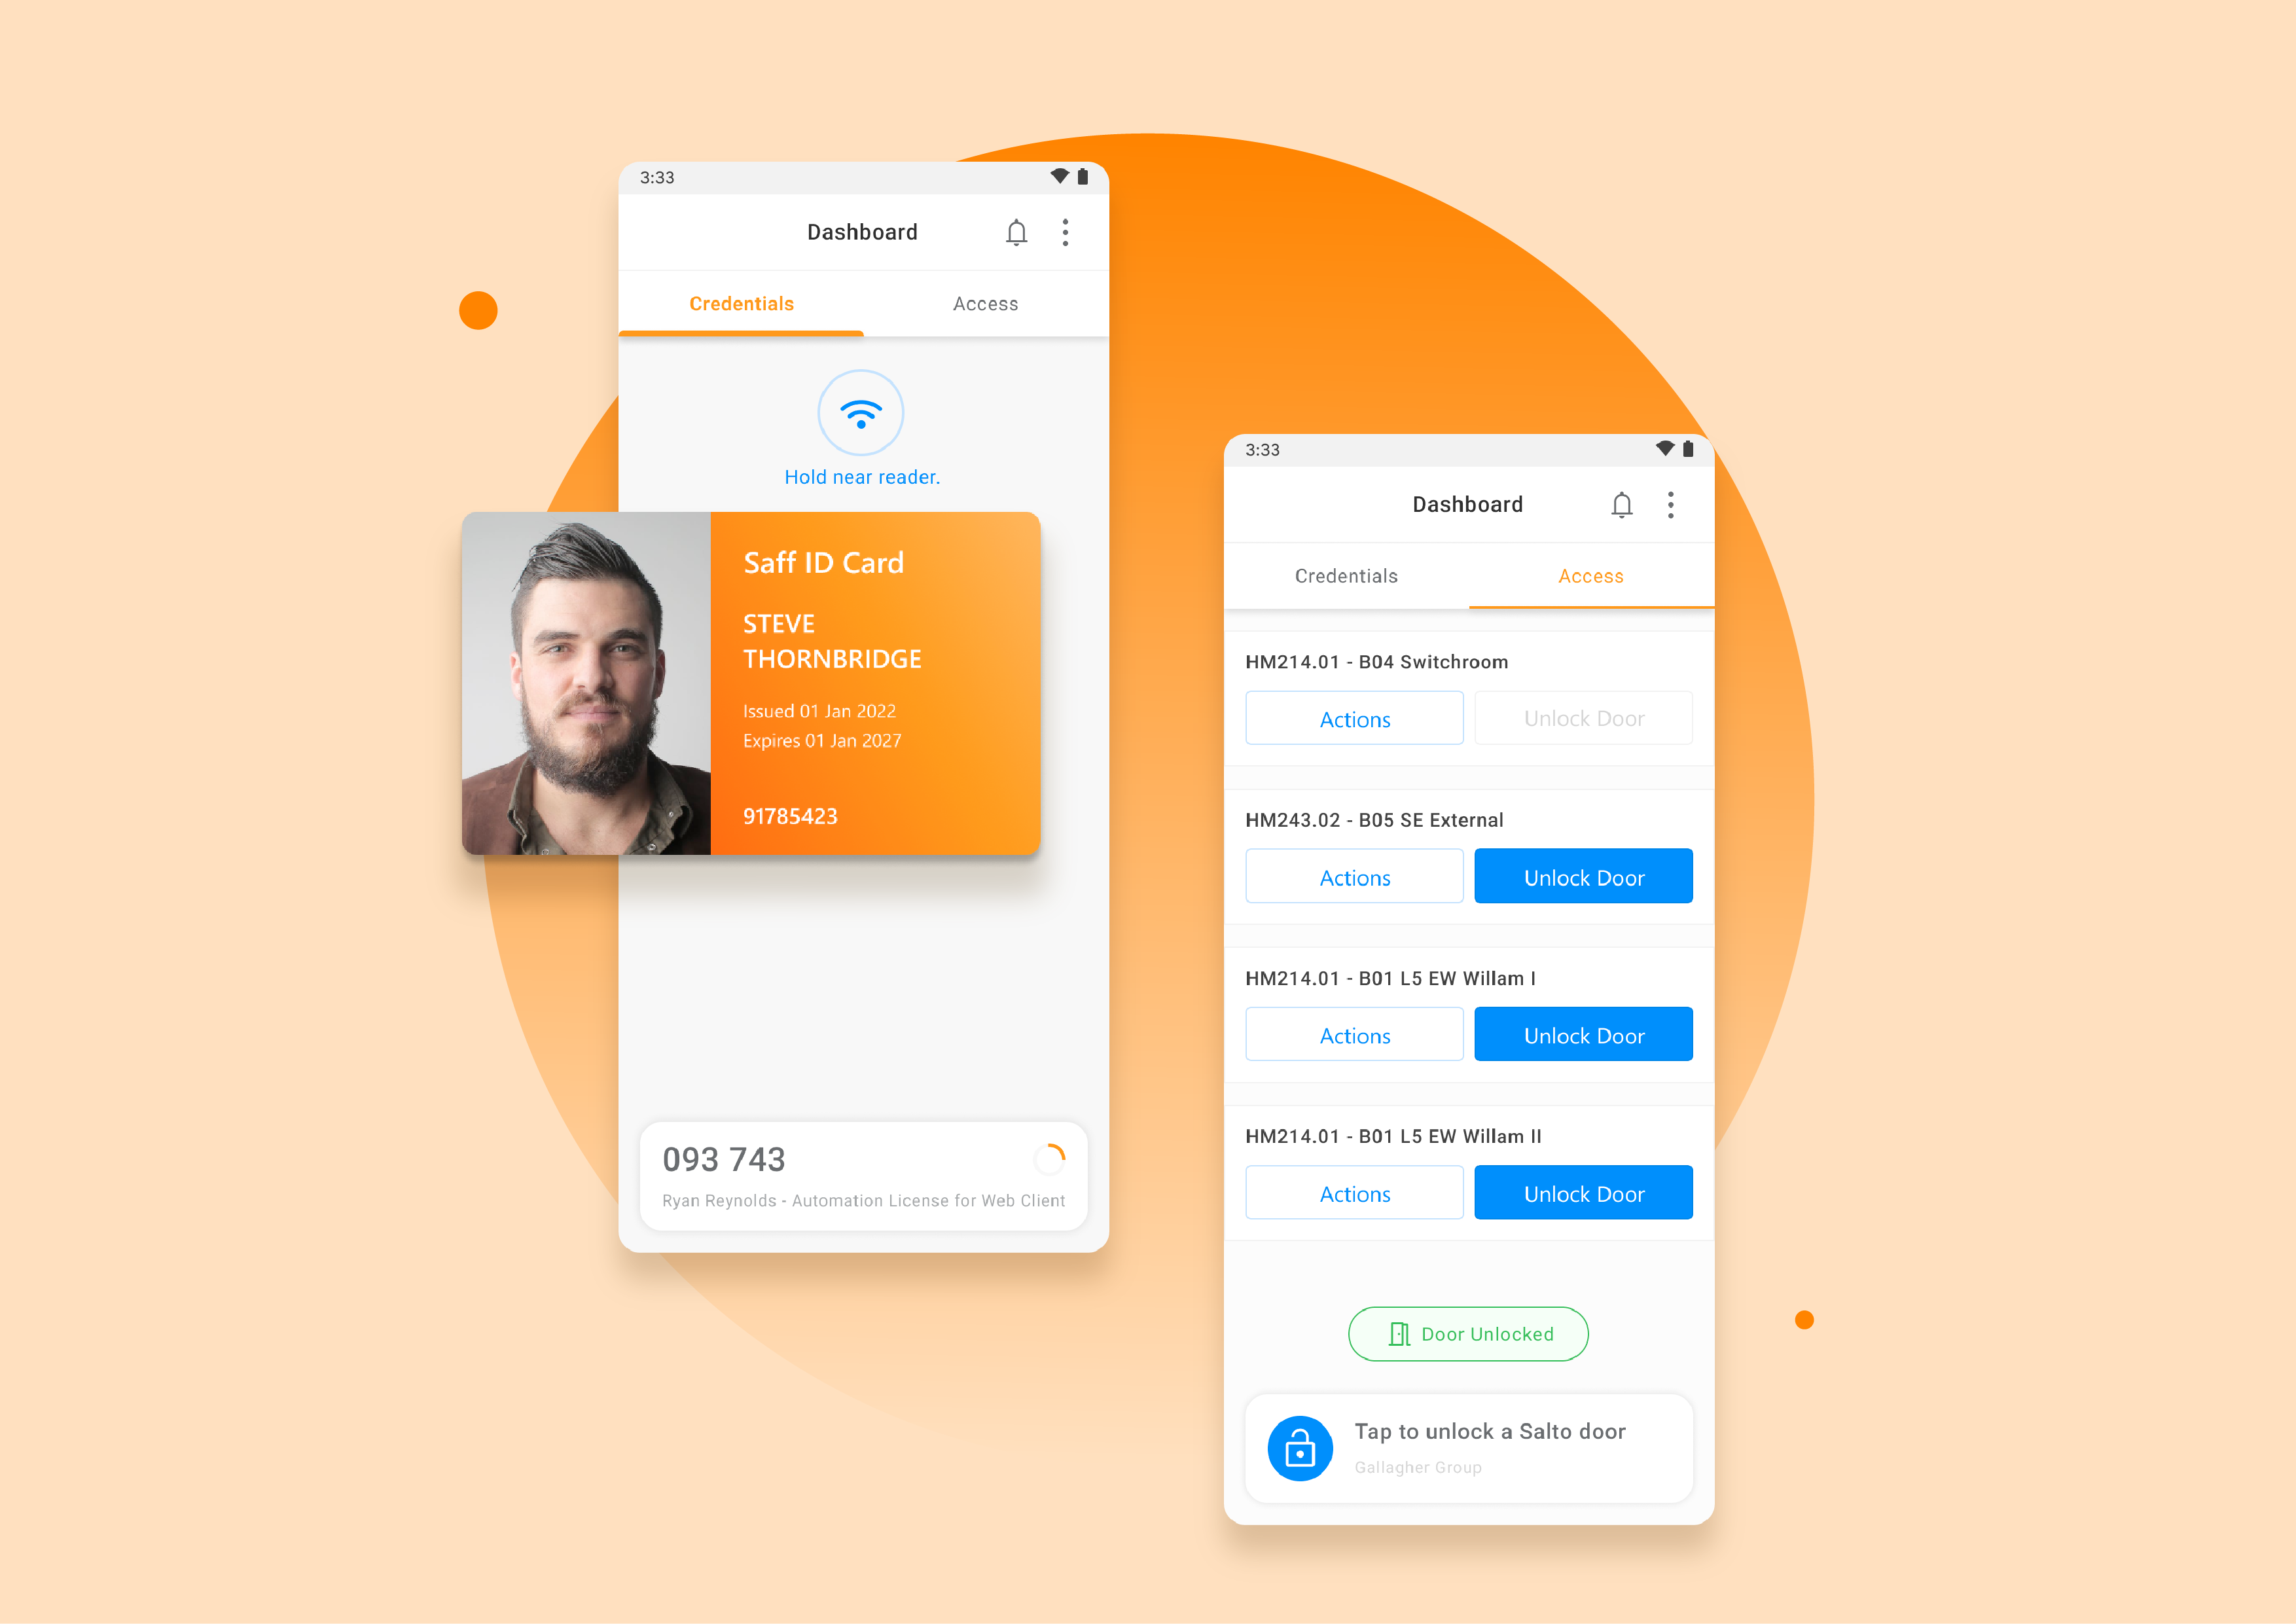 3:33
Dashboard
Credentials
Access
Hold near reader.
Saff ID Card
STEVE
THORNBRIDGE
Issued 01 Jan 2022
Expires 01 Jan 2027
91785423
093 743
Ryan Reynolds - Automation License for Web Client
3:33
Dashboard
Credentials
Access
HM214.01 - B04 Switchroom
Actions
Unlock Door
HM243.02 - B05 SE External
Actions
Unlock Door
HM214.01 - B01 L5 EW Willam I
Actions
Unlock Door
HM214.01 - B01 L5 EW Willam II
Actions
Unlock Door
Door Unlocked
Tap to unlock a Salto door
Gallagher Group